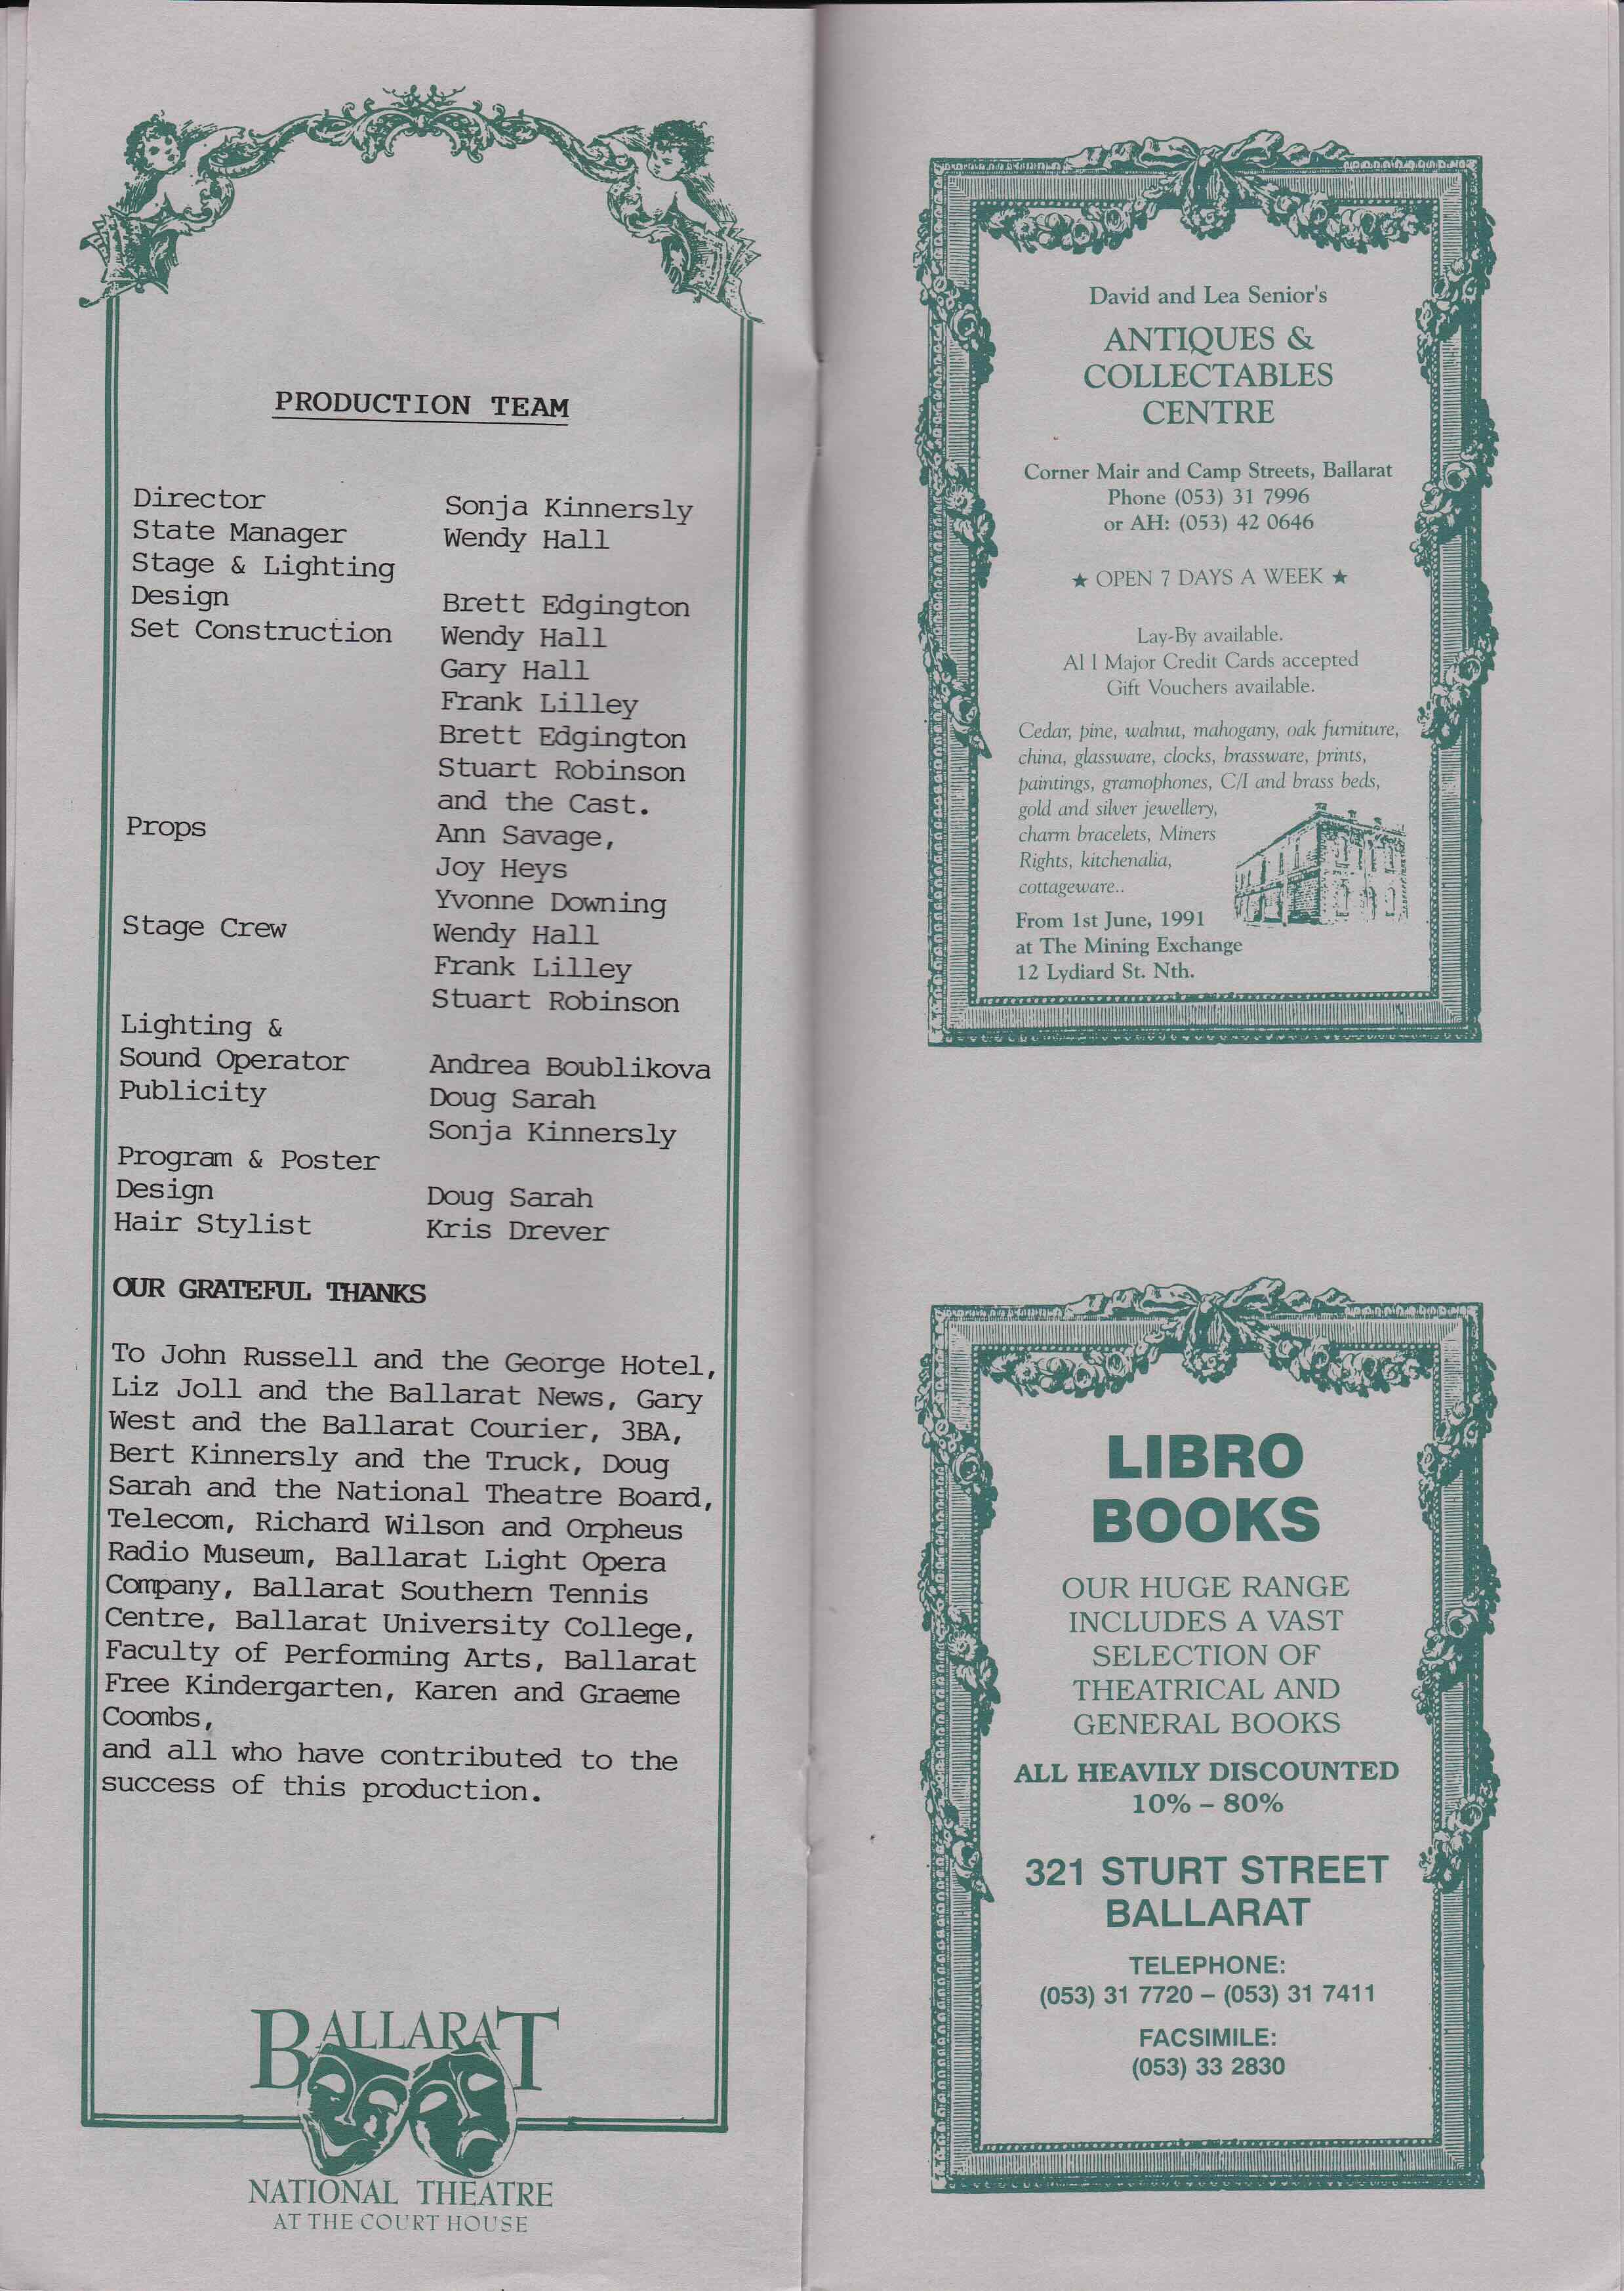 PRODUCTION TEAM
Director Sonja Kinnersly
State Manager Wendy Hall
Stage & Lighting
Design Brett Edgington
Set Construction Wendy Hall
Gary Hall
Frank Lilley
Brett Edgington
Stuart Robinson
and the Cast.
Props Ann Savage,
Joy Heys
Yvonne Downing
Stage Crew Wendy Hall
Frank Lilley
Stuart Robinson
Lighting &
Sound Operator Andrea Boublikova
Publicity Doug Sarah
Sonja Kinnersly
Program & Poster
Design Doug Sarah
Hair Stylist Kris Drever
OUR GRATEFUL THANKS
To John Russell and the George Hotel,
Liz Joll and the Ballarat News, Gary
West and the Ballarat Courier, 3BA,
Bert Kinnersly and the Truck, Doug
Sarah and the National Theatre Board,
Telecom, Richard Wilson and Orpheus
Radio Museum, Ballarat Light Opera
Company, Ballarat Southern Tennis
Centre, Ballarat University College,
Faculty of Performing Arts, Ballarat
Free Kindergarten, Karen and Graeme
Coombs,
and all who have contributed to the
success of this production.
BALLARAT
NATIONAL THEATRE
AT THE COURT HOUSE
David and Lea Senior's
ANTIQUES &
COLLECTABLES
CENTRE
Corner Mair and Camp Streets, Ballarat
Phone (053) 31 7996
or AH: (053) 42 0646
★ OPEN 7 DAYS A WEEK ★
Lay-By available.
Al l Major Credit Cards accepted
Gift Vouchers available.
Cedar, pine, walnut, mahogany, oak furniture,
china, glassware, clocks, brassware, prints,
paintings, gramophones, C/I and brass beds,
gold and silver jewellery,
charm bracelets, Miners
Rights, kitchenalia,
cottageware..
From 1st June, 1991
at The Mining Exchange
12 Lydiard St. Nth.
LIBRO
BOOKS
OUR HUGE RANGE
INCLUDES A VAST
SELECTION OF
THEATRICAL AND
GENERAL BOOKS
ALL HEAVILY DISCOUNTED
10% – 80%
321 STURT STREET
BALLARAT
TELEPHONE:
(053) 31 7720 – (053) 31 7411
FACSIMILE:
(053) 33 2830